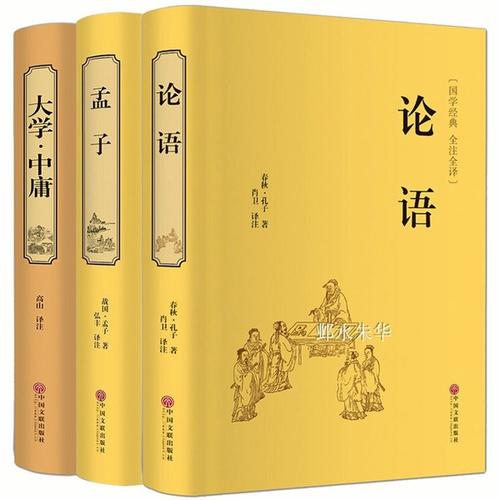 大学·中庸
高山 译注
中国文联出版社
孟子
战国·孟子 著
弘丰 译注
中国文联出版社
论语
春秋·孔子 著
肖卫 译注
中国文联出版社
[国学经典 全注全译]
论语
春秋·孔子 著
肖卫 译注
邺水朱华
中国文联出版社